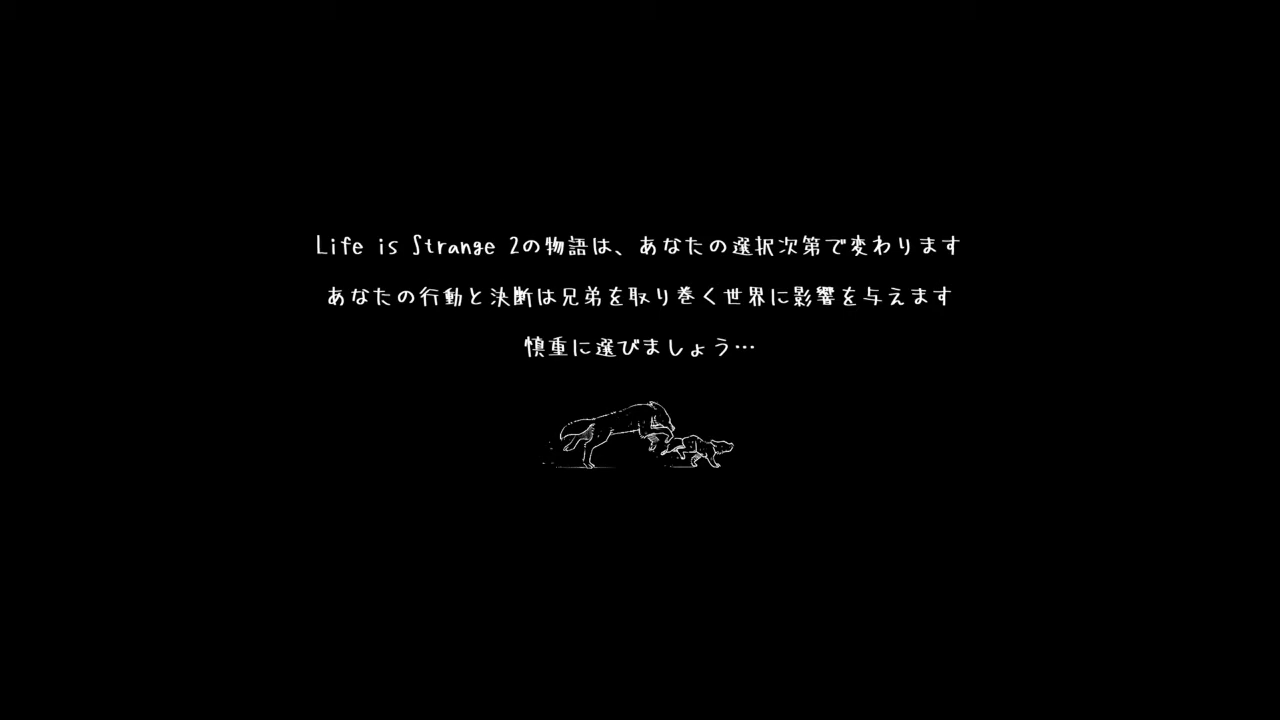 Life is Strange 2の物語は、あなたの選択次第で変わります
あなたの行動と決断は兄弟を取り巻く世界に影響を与えます
慎重に選びましょう…